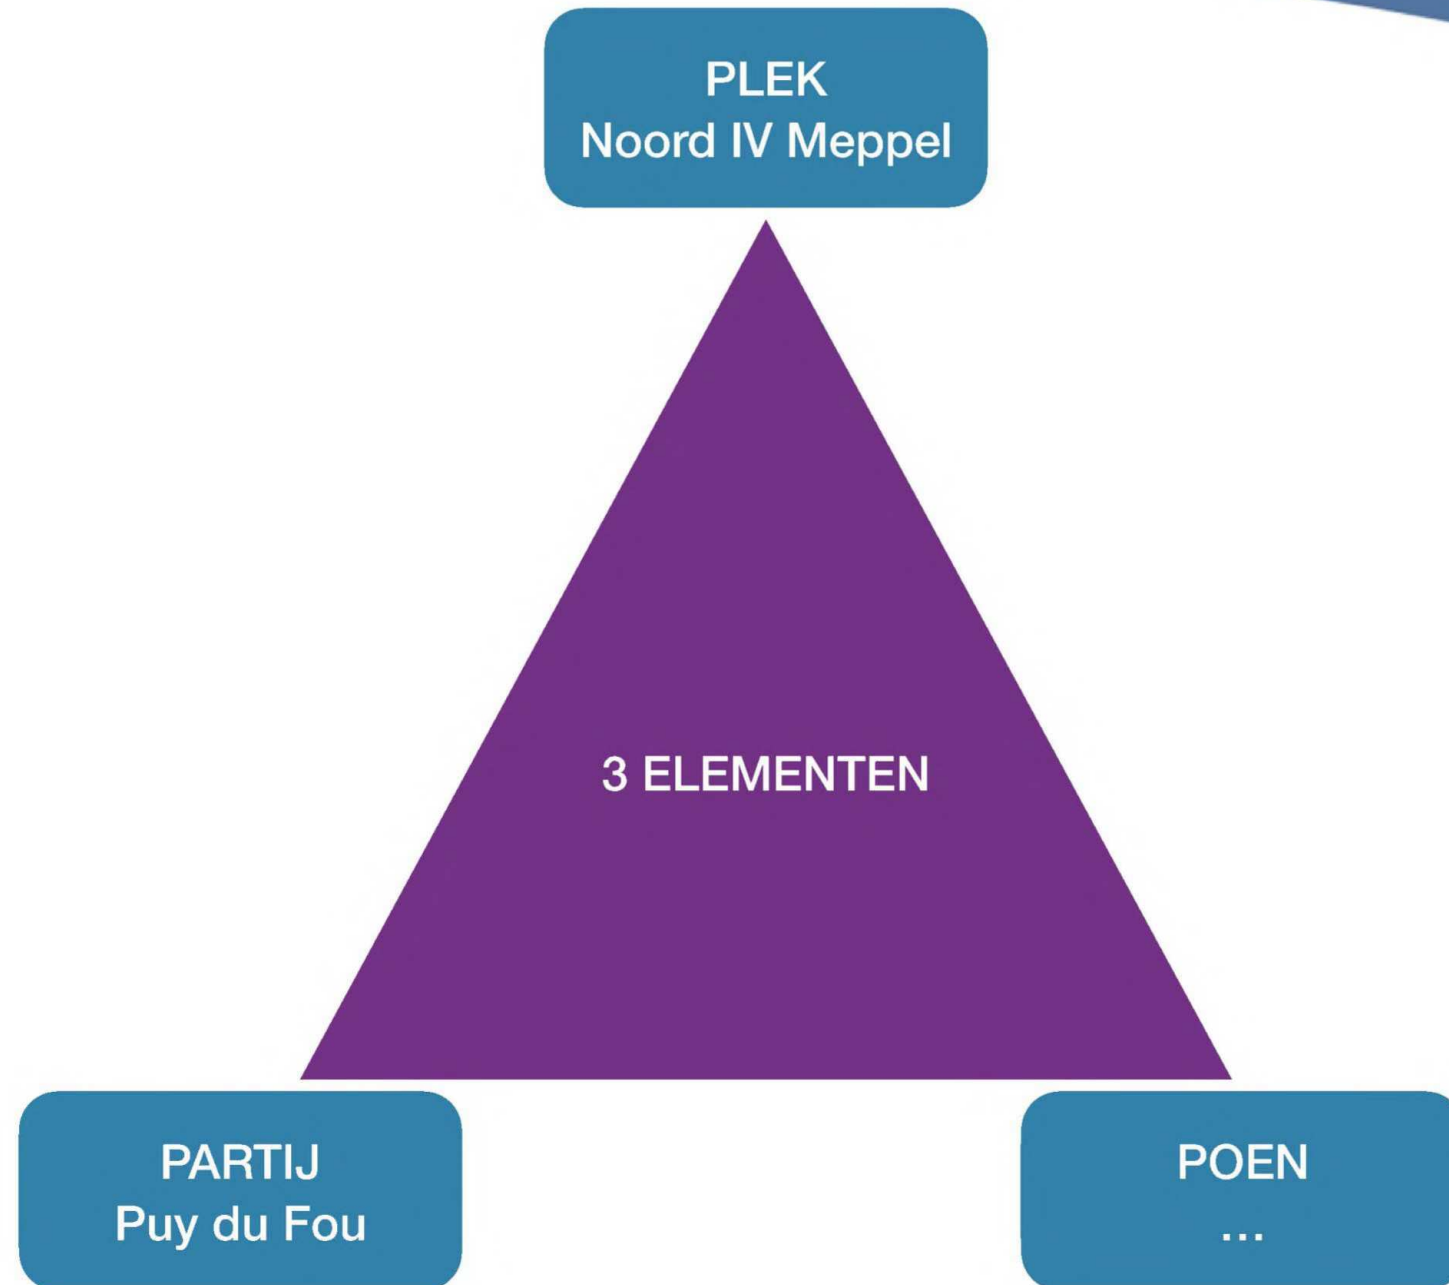 PLEK
Noord IV Meppel
3 ELEMENTEN
PARTIJ
Puy du Fou
POEN
...